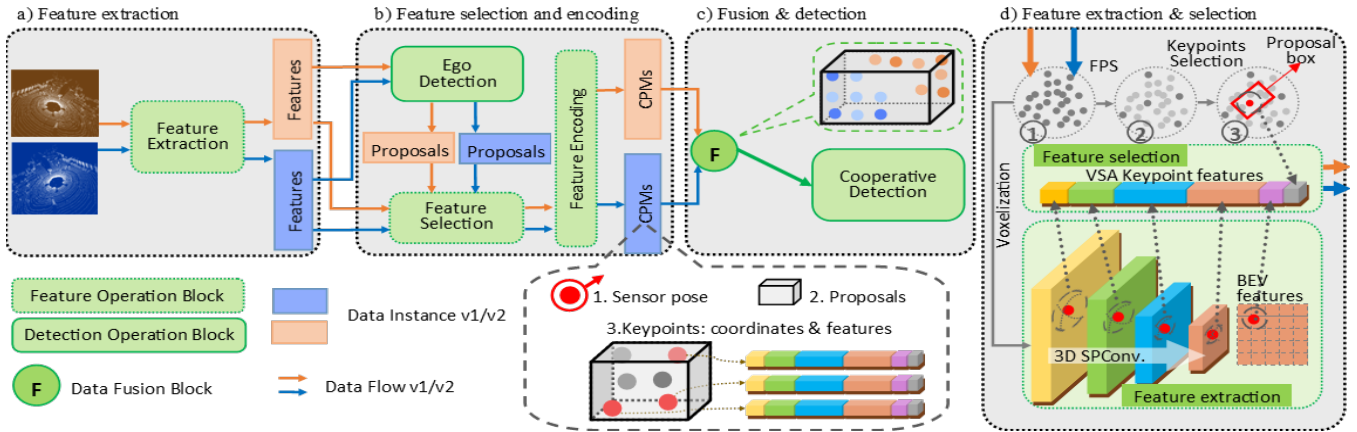 a) Feature extraction
Feature
Extraction
Features
Features
b) Feature selection and encoding
Ego
Detection
Proposals
Proposals
Feature
Selection
Feature Encoding
CPMs
CPMs
c) Fusion & detection
F
Cooperative
Detection
d) Feature extraction & selection
FPS
Keypoints
Selection
Proposal
box
1
2
3
Feature selection
VSA Keypoint features
Voxelization
BEV
features
3D SPConv.
Feature extraction
Feature Operation Block
Detection Operation Block
F
Data Fusion Block
Data Instance v1/v2
Data Flow v1/v2
1. Sensor pose
2. Proposals
3.Keypoints: coordinates & features